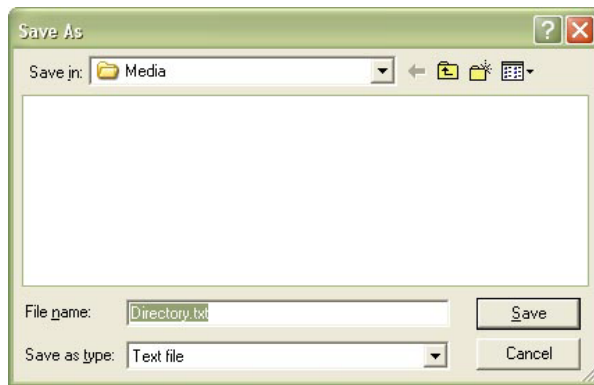 Save As
Save in: Media
File name: Directory.txt Save
Save as type: Text file Cancel